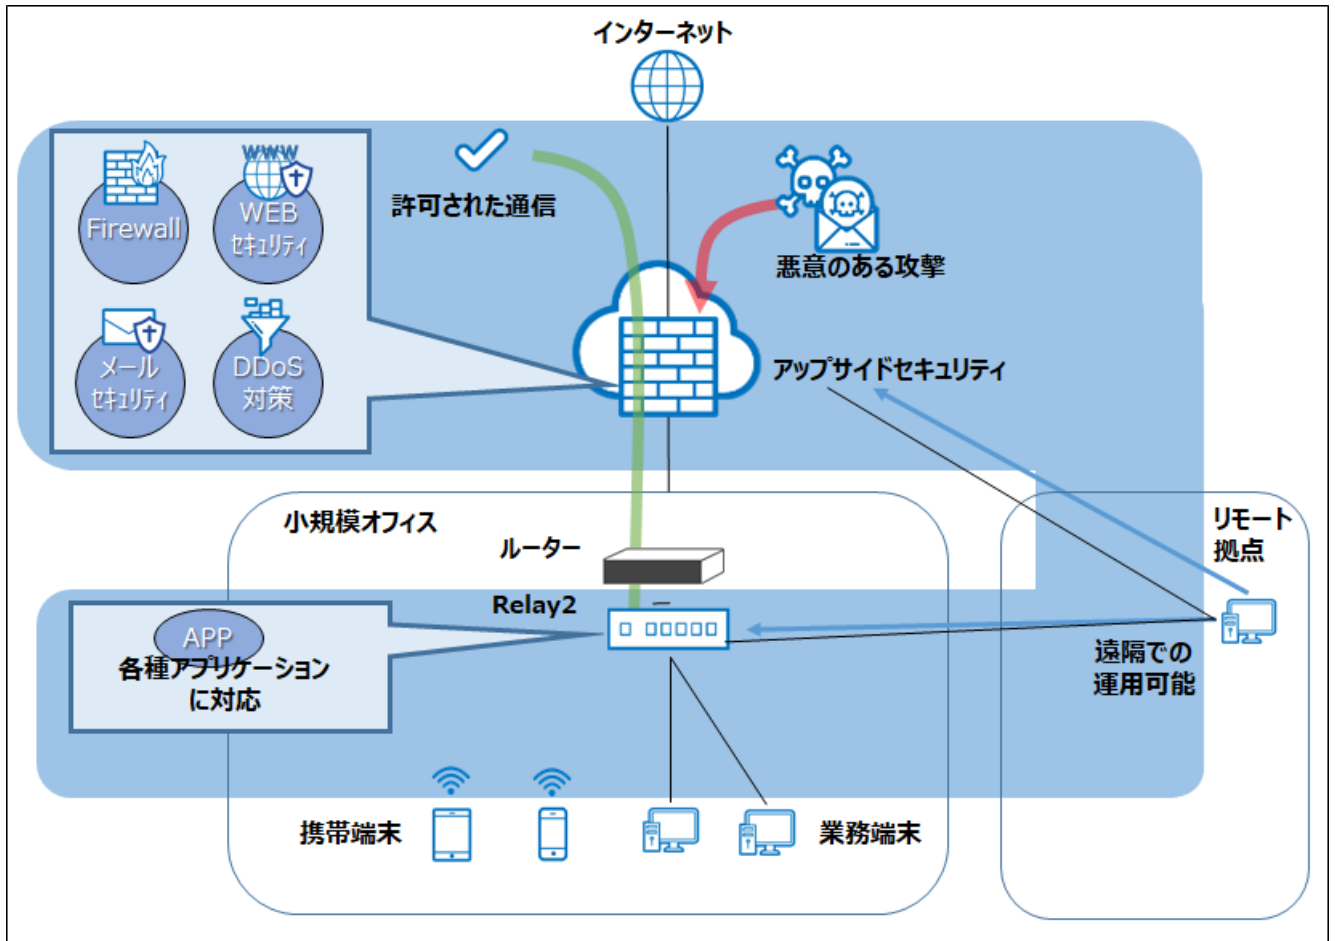 インターネット
Firewall
WWW
WEB
ｾｷｭﾘﾃｨ
許可された通信
悪意のある攻撃
メール
ｾｷｭﾘﾃｨ
DDoS
対策
アップサイドセキュリティ
小規模オフィス
ルーター
Relay2
リモート
拠点
APP
各種アプリケーション
に対応
遠隔での
運用可能
携帯端末
業務端末